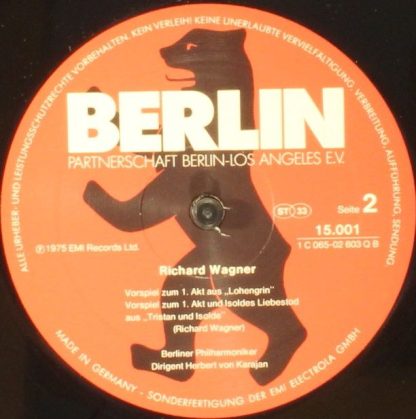 ALLE URHEBER- UND LEISTUNGSSCHUTZRECHTE VORBEHALTEN. KEIN VERLEIH! KEINE UNERLAUBTE VERVIELFÄLTIGUNG, VERBREITUNG, AUFFÜHRUNG, SENDUNG
BERLIN
PARTNERSCHAFT BERLIN-LOS ANGELES E.V.
ST 33
Seite 2
15.001
1 C 065-02 603 Q B
℗ 1975 EMI Records Ltd.
Richard Wagner
Vorspiel zum 1. Akt aus „Lohengrin"
Vorspiel zum 1. Akt und Isoldes Liebestod
aus „Tristan und Isolde"
(Richard Wagner)
Berliner Philharmoniker
Dirigent Herbert von Karajan
MADE IN GERMANY - SONDERFERTIGUNG DER EMI ELECTROLA GMBH